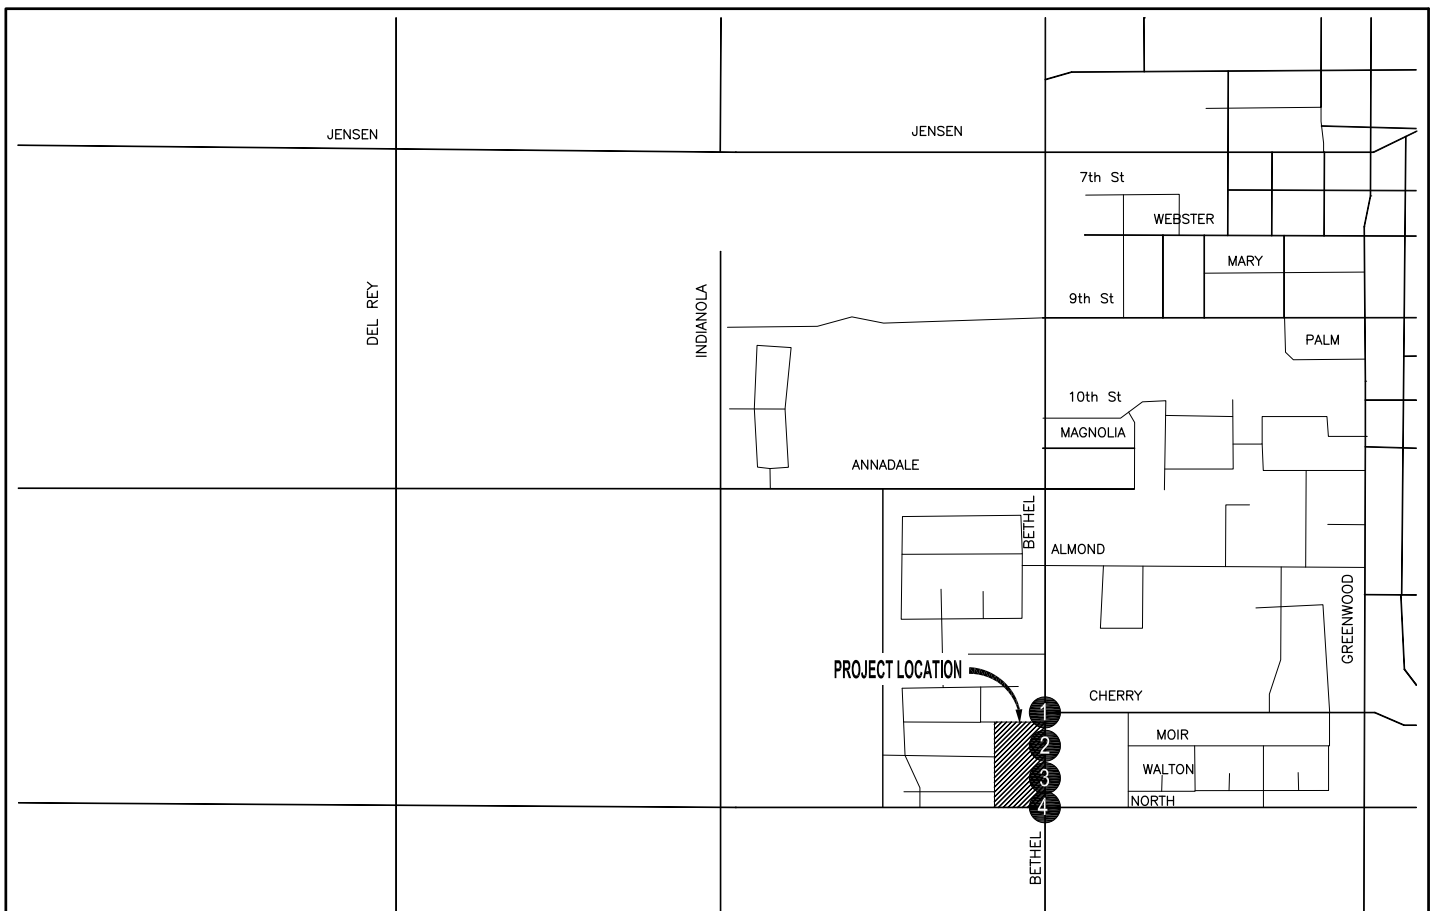 JENSEN
JENSEN
7th St
WEBSTER
MARY
9th St
DEL REY
INDIANOLA
PALM
10th St
MAGNOLIA
ANNADALE
BETHEL
ALMOND
GREENWOOD
PROJECT LOCATION
CHERRY
1
MOIR
2
WALTON
3
NORTH
4
BETHEL